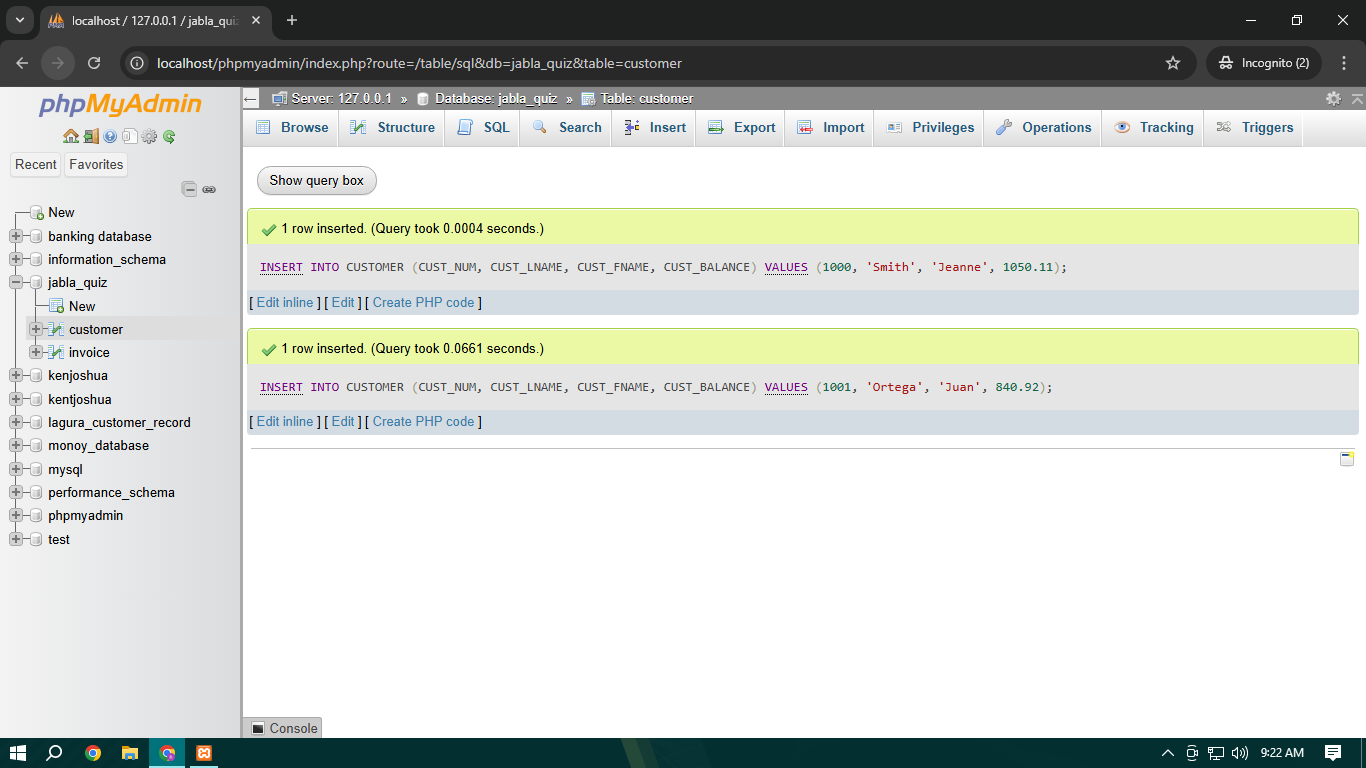 localhost / 127.0.0.1 / jabla_qui
localhost/phpmyadmin/index.php?route=/table/sql&db=jabla_quiz&table=customer
Incognito (2)
phpMyAdmin
Recent Favorites
New
banking database
information_schema
jabla_quiz
New
customer
invoice
kenjoshua
kentjoshua
lagura_customer_record
monoy_database
mysql
performance_schema
phpmyadmin
test
Server: 127.0.0.1 » Database: jabla_quiz » Table: customer
Browse Structure SQL Search Insert Export Import Privileges Operations Tracking Triggers
Show query box
1 row inserted. (Query took 0.0004 seconds.)
INSERT INTO CUSTOMER (CUST_NUM, CUST_LNAME, CUST_FNAME, CUST_BALANCE) VALUES (1000, 'Smith', 'Jeanne', 1050.11);
[ Edit inline ] [ Edit ] [ Create PHP code ]
1 row inserted. (Query took 0.0661 seconds.)
INSERT INTO CUSTOMER (CUST_NUM, CUST_LNAME, CUST_FNAME, CUST_BALANCE) VALUES (1001, 'Ortega', 'Juan', 840.92);
[ Edit inline ] [ Edit ] [ Create PHP code ]
Console
9:22 AM